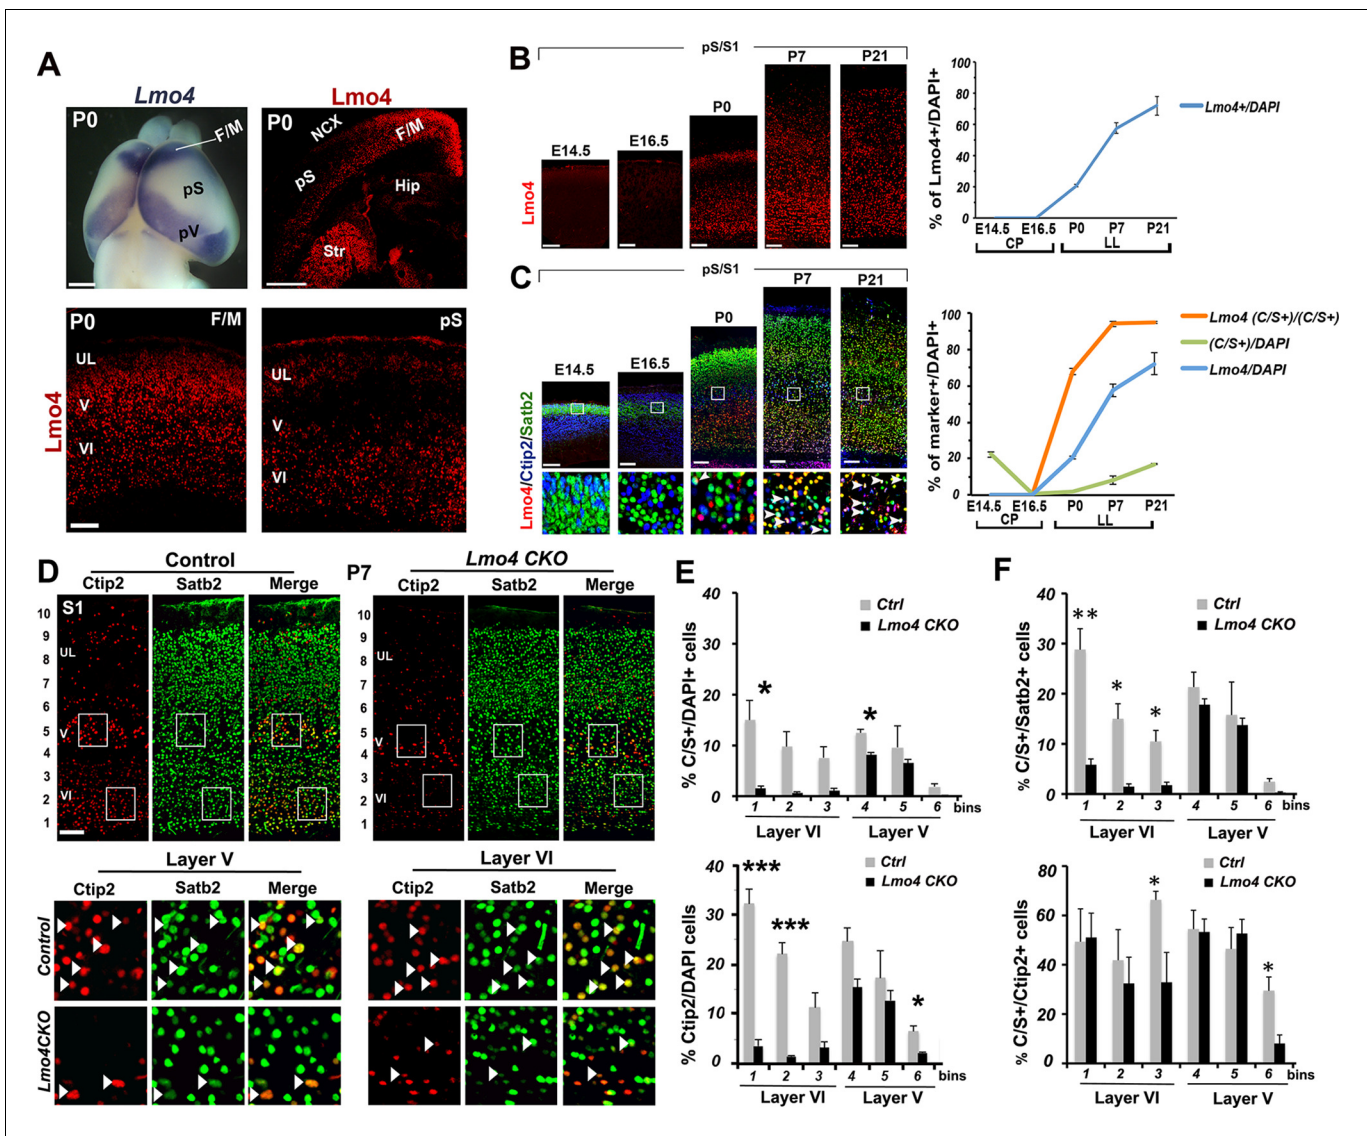 A
Lmo4
Lmo4
P0
F/M
pS
pV
P0
NCX
F/M
pS
Hip
Str
Lmo4
P0
F/M
UL
V
VI
pS
UL
V
VI
B
pS/S1
E14.5
E16.5
P0
P7
P21
Lmo4
% of Lmo4+/DAPI+
100
80
60
40
20
0
E14.5
E16.5
P0
P7
P21
CP
LL
Lmo4+/DAPI
C
pS/S1
E14.5
E16.5
P0
P7
P21
Lmo4/Ctip2/Satb2
% of marker+/DAPI+
100
80
60
40
20
0
E14.5
E16.5
P0
P7
P21
CP
LL
Lmo4 (C/S+)/(C/S+)
(C/S+)/DAPI
Lmo4/DAPI
D
Control
Ctip2
Satb2
Merge
S1
10
9
UL
8
7
6
5
V
4
3
VI
2
1
P7
Lmo4 CKO
Ctip2
Satb2
Merge
10
9
UL
8
7
6
5
V
4
3
VI
2
1
Layer V
Ctip2
Satb2
Merge
Layer VI
Ctip2
Satb2
Merge
Control
Lmo4CKO
E
% C/S+/DAPI+ cells
40
30
20
10
0
Ctrl
Lmo4 CKO
*
*
1
2
3
4
5
6
bins
Layer VI
Layer V
% Ctip2/DAPI cells
40
30
20
10
0
Ctrl
Lmo4 CKO
***
***
*
1
2
3
4
5
6
bins
Layer VI
Layer V
F
% C/S+/Satb2+ cells
40
30
20
10
0
Ctrl
Lmo4 CKO
**
*
*
1
2
3
4
5
6
bins
Layer VI
Layer V
% C/S+/Ctip2+ cells
80
60
40
20
0
Ctrl
Lmo4 CKO
*
*
1
2
3
4
5
6
bins
Layer VI
Layer V